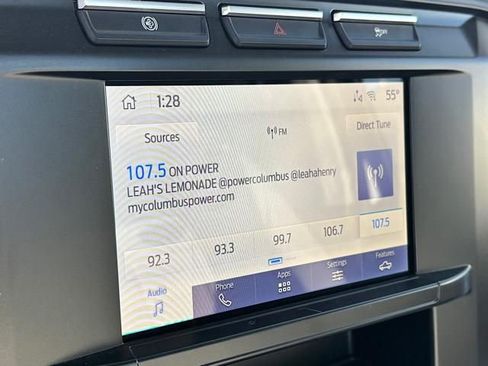 1:28
55°
Sources
FM
Direct Tune
107.5 ON POWER
LEAH'S LEMONADE @powercolumbus @leahahenry
mycolumbuspower.com
92.3
93.3
99.7
106.7
107.5
Audio
Phone
Apps
Settings
Features